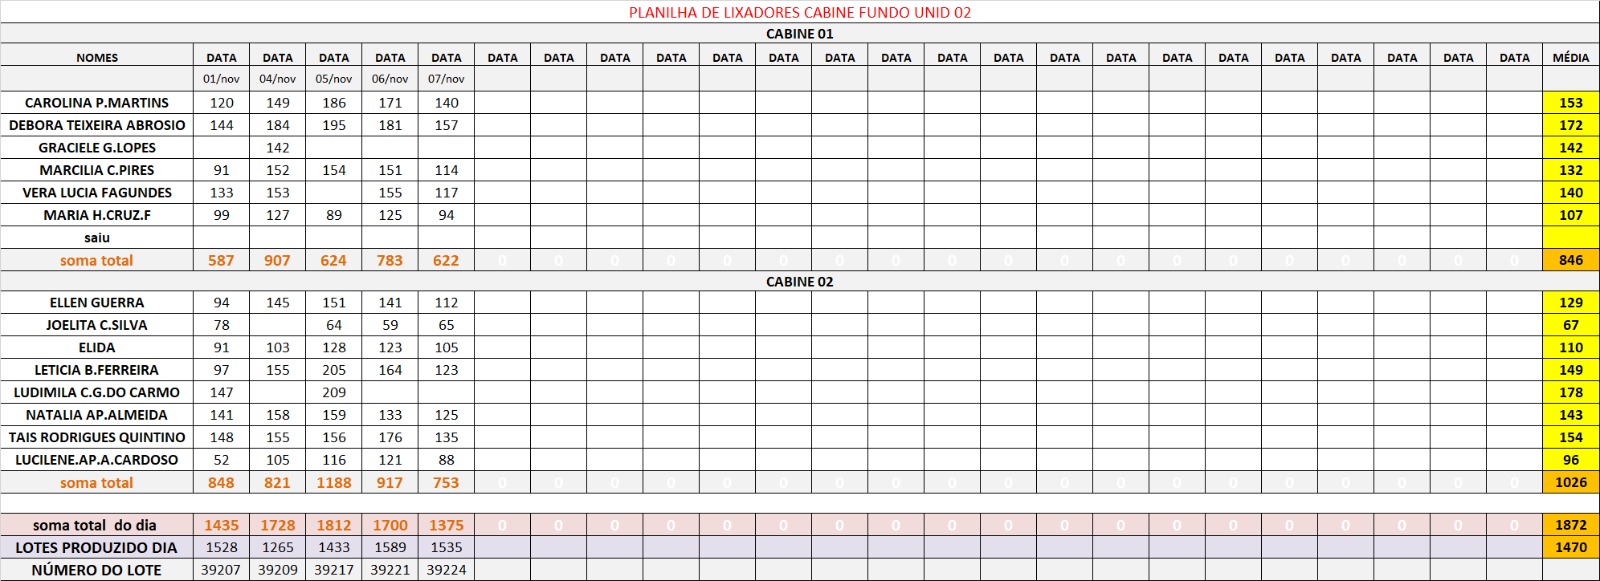 PLANILHA DE LIXADORES CABINE FUNDO UNID 02
CABINE 01
NOMES DATA DATA DATA DATA DATA DATA DATA DATA DATA DATA DATA DATA DATA DATA DATA DATA DATA DATA DATA DATA DATA DATA DATA DATA MÉDIA
01/nov 04/nov 05/nov 06/nov 07/nov
CAROLINA P.MARTINS 120 149 186 171 140 153
DEBORA TEIXEIRA ABROSIO 144 184 195 181 157 172
GRACIELE G.LOPES 142 142
MARCILIA C.PIRES 91 152 154 151 114 132
VERA LUCIA FAGUNDES 133 153 155 117 140
MARIA H.CRUZ.F 99 127 89 125 94 107
saiu
soma total 587 907 624 783 622 0 0 0 0 0 0 0 0 0 0 0 0 0 0 0 0 0 0 0 846
CABINE 02
ELLEN GUERRA 94 145 151 141 112 129
JOELITA C.SILVA 78 64 59 65 67
ELIDA 91 103 128 123 105 110
LETICIA B.FERREIRA 97 155 205 164 123 149
LUDIMILA C.G.DO CARMO 147 209 178
NATALIA AP.ALMEIDA 141 158 159 133 125 143
TAIS RODRIGUES QUINTINO 148 155 156 176 135 154
LUCILENE.AP.A.CARDOSO 52 105 116 121 88 96
soma total 848 821 1188 917 753 0 0 0 0 0 0 0 0 0 0 0 0 0 0 0 0 0 0 0 1026
soma total do dia 1435 1728 1812 1700 1375 0 0 0 0 0 0 0 0 0 0 0 0 0 0 0 0 0 0 0 1872
LOTES PRODUZIDO DIA 1528 1265 1433 1589 1535 1470
NÚMERO DO LOTE 39207 39209 39217 39221 39224